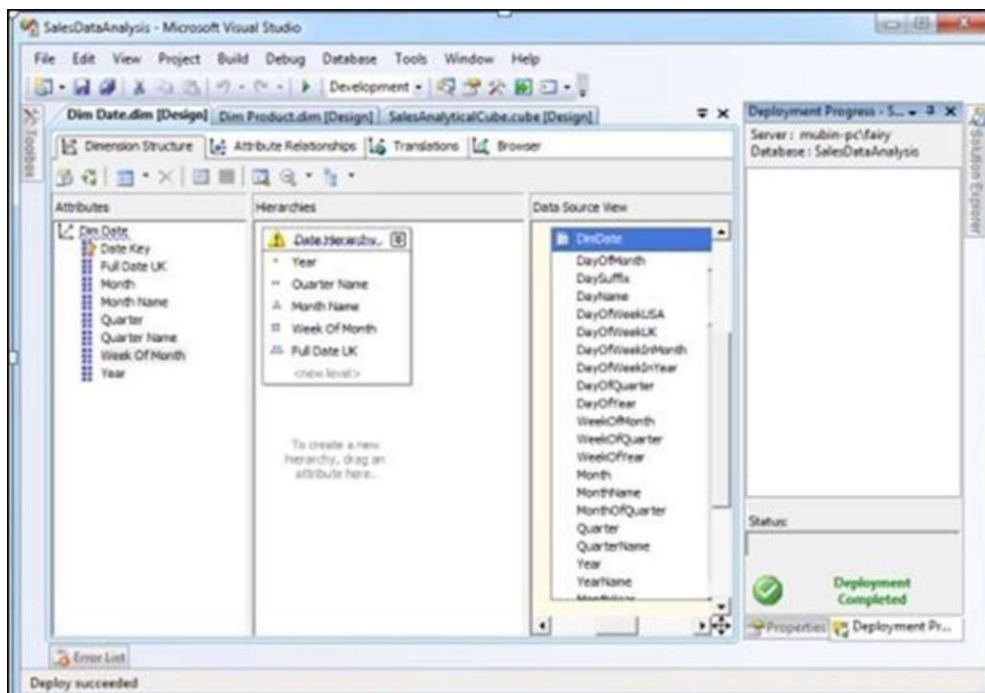 SalesDataAnalysis - Microsoft Visual Studio
File Edit View Project Build Debug Database Tools Window Help
Development
Dim Date.dim [Design] Dim Product.dim [Design] SalesAnalyticalCube.cube [Design]
Deployment Progress - S...
Toolbox
Solution Explorer
Dimension Structure Attribute Relationships Translations Browser
Server : mubin-pc\fairy
Database : SalesDataAnalysis
Attributes
Dim Date
Date Key
Full Date UK
Month
Month Name
Quarter
Quarter Name
Week Of Month
Year
Hierarchies
Date Hierarchy
Year
Quarter Name
Month Name
Week Of Month
Full Date UK
<new level>
To create a new
hierarchy, drag an
attribute here.
Data Source View
DimDate
DayOfMonth
DaySuffix
DayName
DayOfWeekUSA
DayOfWeekUK
DayOfWeekInMonth
DayOfWeekInYear
DayOfQuarter
DayOfYear
WeekOfMonth
WeekOfQuarter
WeekOfYear
Month
MonthName
MonthOfQuarter
Quarter
QuarterName
Year
YearName
MonthYear
Status:
Deployment
Completed
Properties Deployment Pr...
Error List
Deploy succeeded